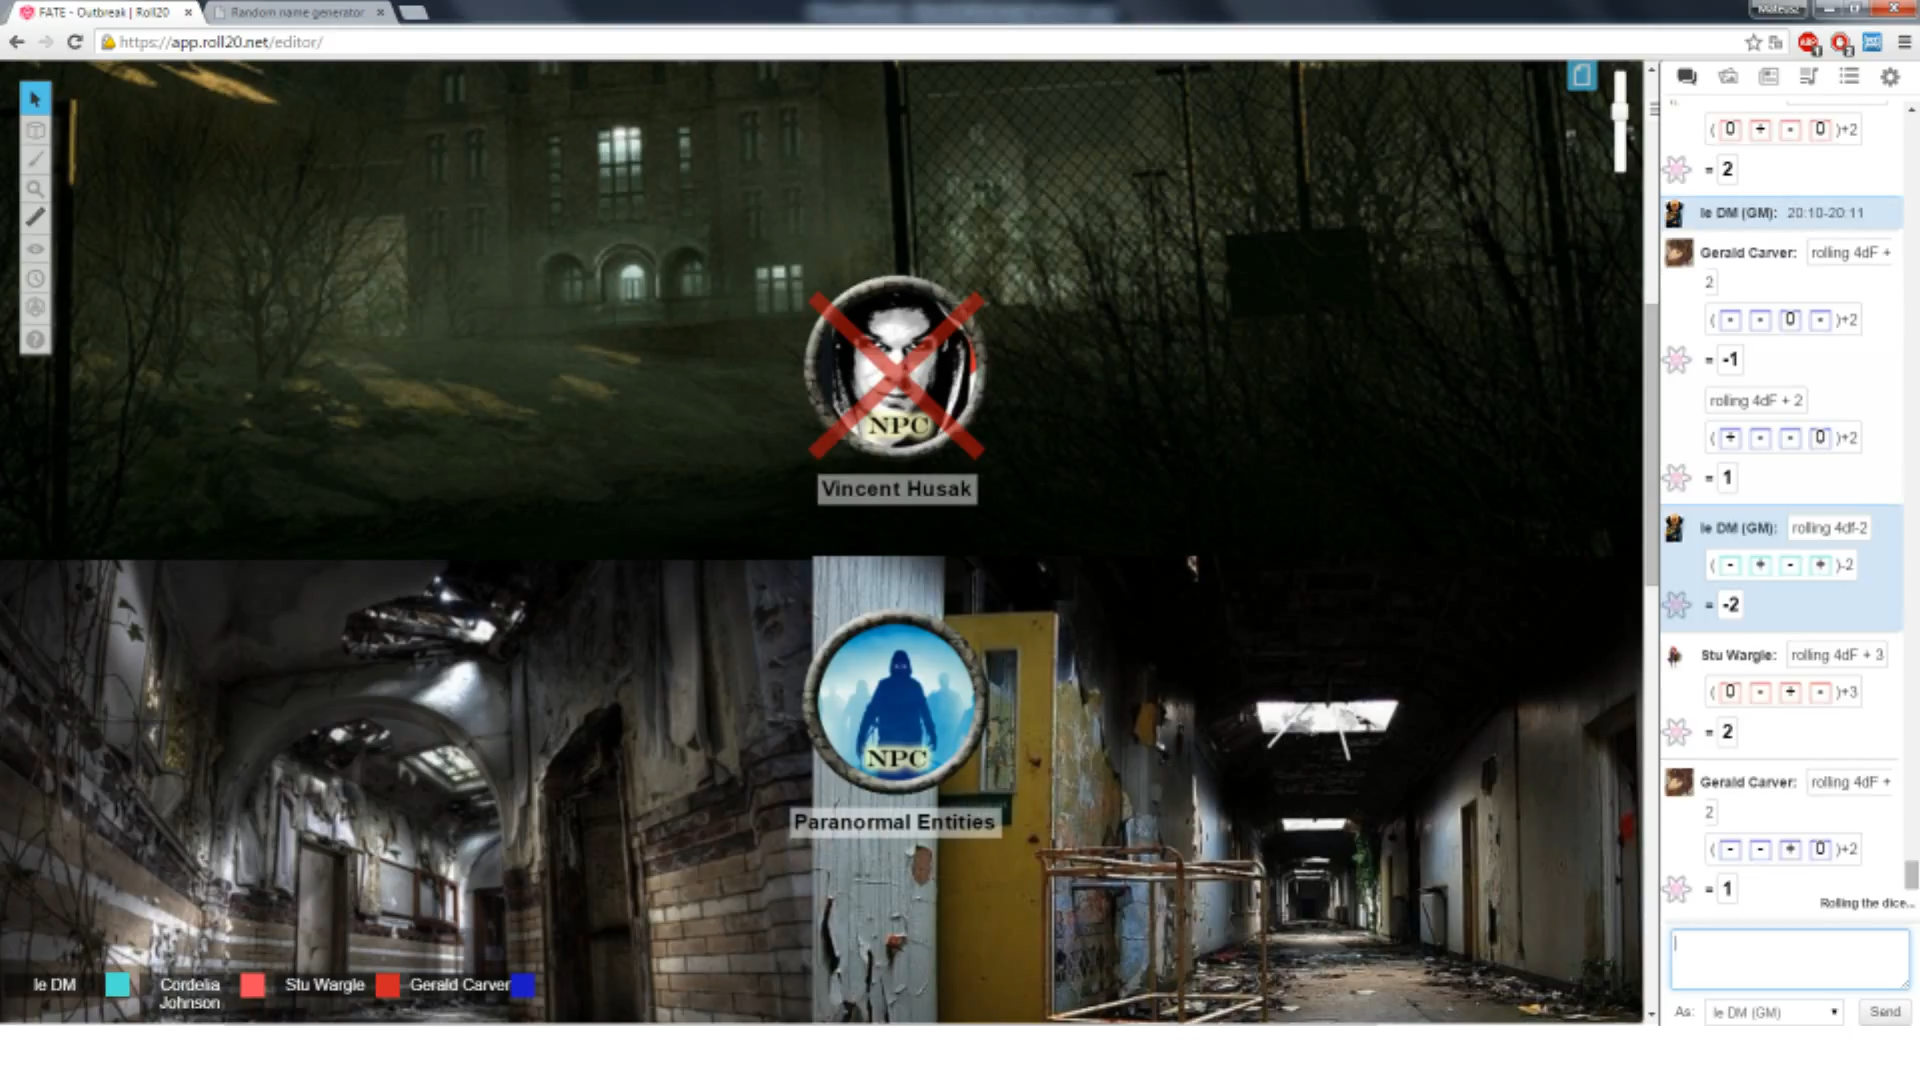 FATE - Outbreak | Roll20
Random name generator
Mateusz
https://app.roll20.net/editor/
( 0 + - 0 )+2
= 2
le DM (GM): 20:10-20:11
Gerald Carver: rolling 4dF +
2
( - - 0 - )+2
= -1
rolling 4dF + 2
( + - - 0 )+2
= 1
le DM (GM): rolling 4df-2
( - + - + )-2
= -2
Stu Wargle: rolling 4dF + 3
( 0 - + - )+3
= 2
Gerald Carver: rolling 4dF +
2
( - - + 0 )+2
= 1
Rolling the dice...
As: le DM (GM) Send
NPC
Vincent Husak
NPC
Paranormal Entities
le DM Cordelia Stu Wargle Gerald Carver
Johnson